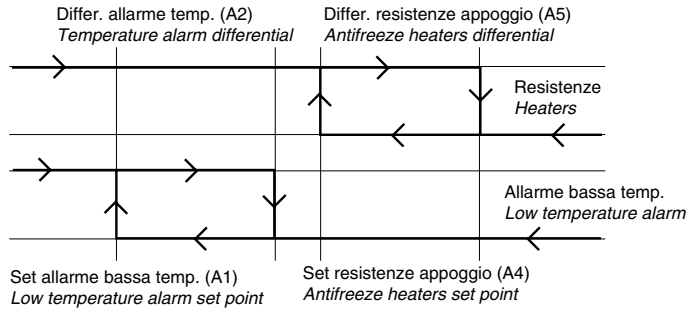 Differ. allarme temp. (A2)
Temperature alarm differential
Differ. resistenze appoggio (A5)
Antifreeze heaters differential
Resistenze
Heaters
Allarme bassa temp.
Low temperature alarm
Set allarme bassa temp. (A1)
Low temperature alarm set point
Set resistenze appoggio (A4)
Antifreeze heaters set point